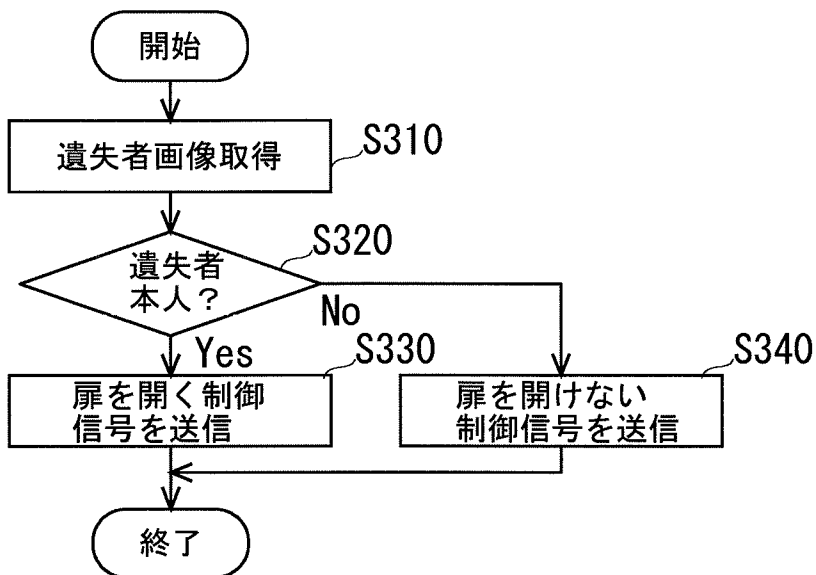 開始
遺失者画像取得
S310
遺失者
本人？
S320
No
Yes
扉を開く制御
信号を送信
S330
扉を開けない
制御信号を送信
S340
終了